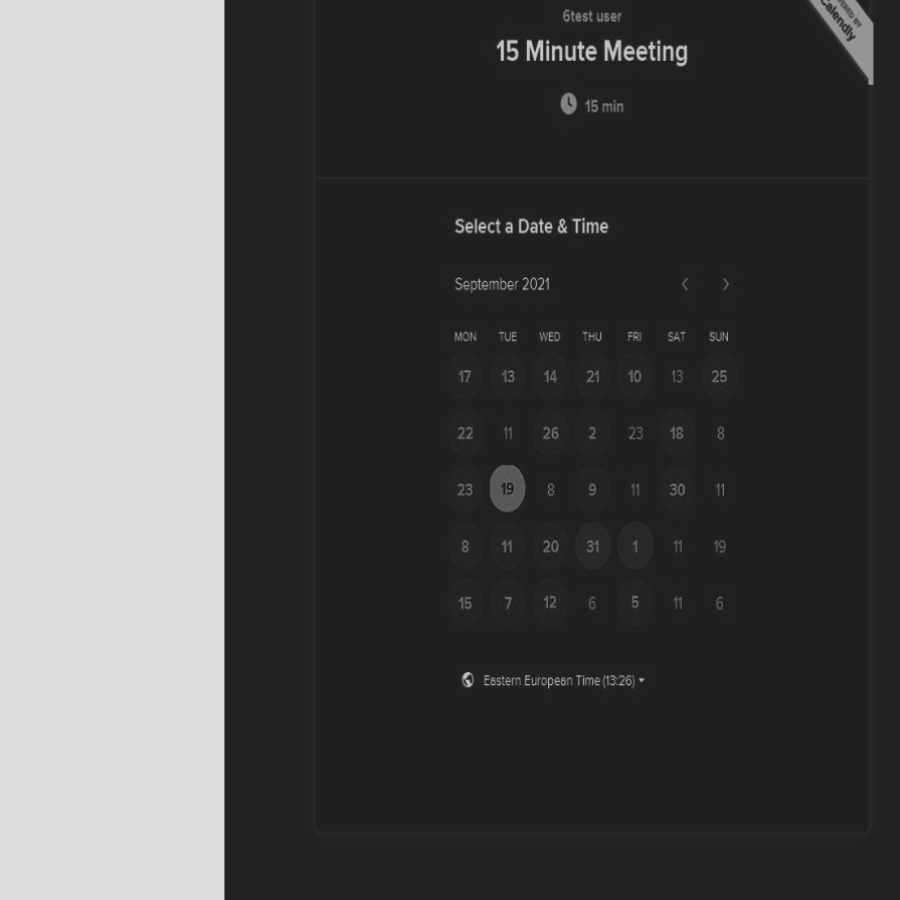 6test user
15 Minute Meeting
15 min
Calendly
Select a Date & Time
September 2021
MON TUE WED THU FRI SAT SUN
17 13 14 21 10 13 25
22 11 26 2 23 18 8
23 19 8 9 11 30 11
8 11 20 31 1 11 19
15 7 12 6 5 11 6
Eastern European Time (13:26)